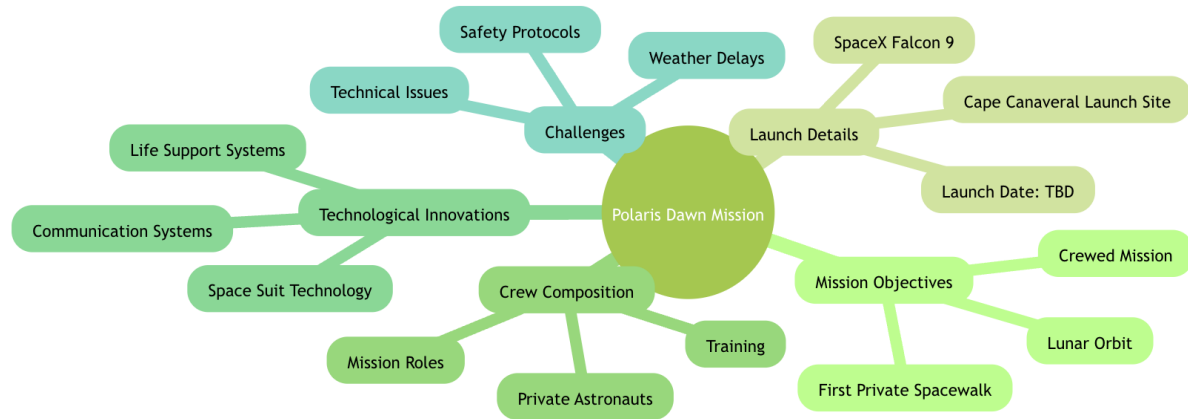 Polaris Dawn Mission
Launch Details
SpaceX Falcon 9
Cape Canaveral Launch Site
Launch Date: TBD
Mission Objectives
Crewed Mission
Lunar Orbit
First Private Spacewalk
Crew Composition
Training
Private Astronauts
Mission Roles
Technological Innovations
Space Suit Technology
Communication Systems
Life Support Systems
Challenges
Technical Issues
Safety Protocols
Weather Delays